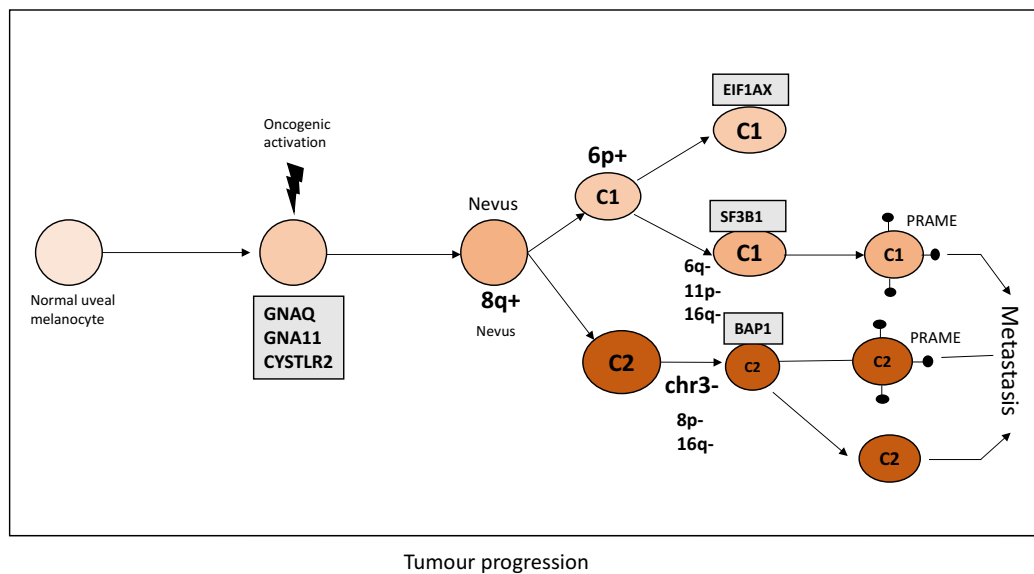 Normal uveal
melanocyte
Oncogenic
activation
GNAQ
GNA11
CYSTLR2
Nevus
8q+
Nevus
6p+
C1
EIF1AX
C1
SF3B1
C1
6q-
11p-
16q-
PRAME
C1
C2
chr3-
8p-
16q-
BAP1
C2
PRAME
C2
C2
Metastasis
Tumour progression